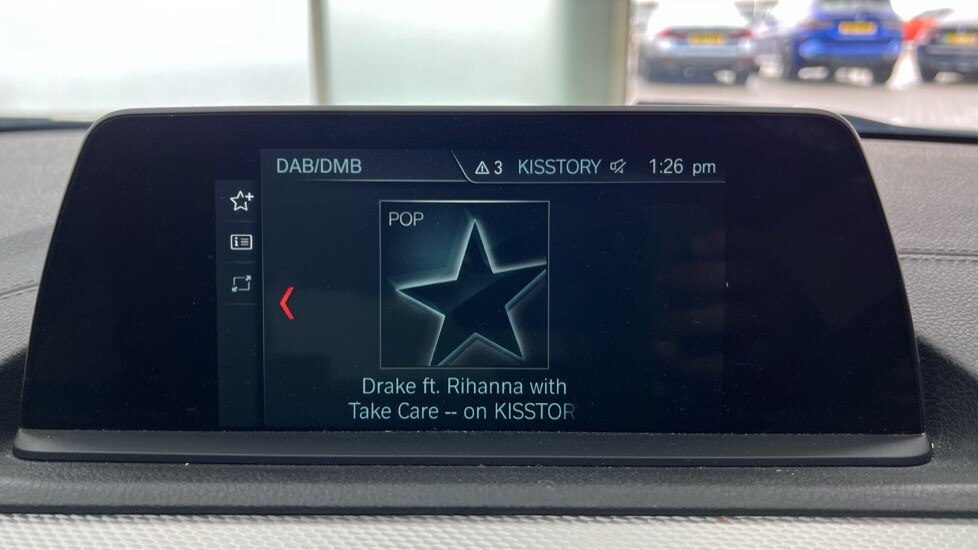 DAB/DMB
3 KISSTORY 1:26 pm
POP
Drake ft. Rihanna with
Take Care -- on KISSTOR